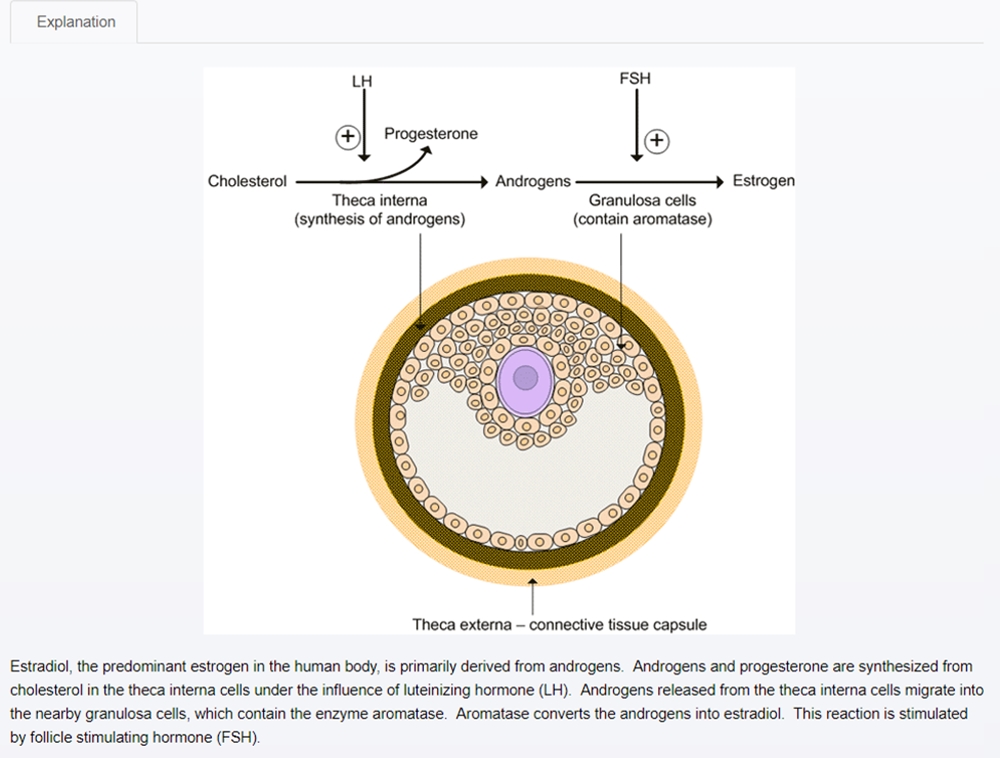 Explanation
LH
FSH
Progesterone
Cholesterol
Androgens
Estrogen
Theca interna
(synthesis of androgens)
Granulosa cells
(contain aromatase)
Theca externa – connective tissue capsule
Estradiol, the predominant estrogen in the human body, is primarily derived from androgens.  Androgens and progesterone are synthesized from
cholesterol in the theca interna cells under the influence of luteinizing hormone (LH).  Androgens released from the theca interna cells migrate into
the nearby granulosa cells, which contain the enzyme aromatase.  Aromatase converts the androgens into estradiol.  This reaction is stimulated
by follicle stimulating hormone (FSH).